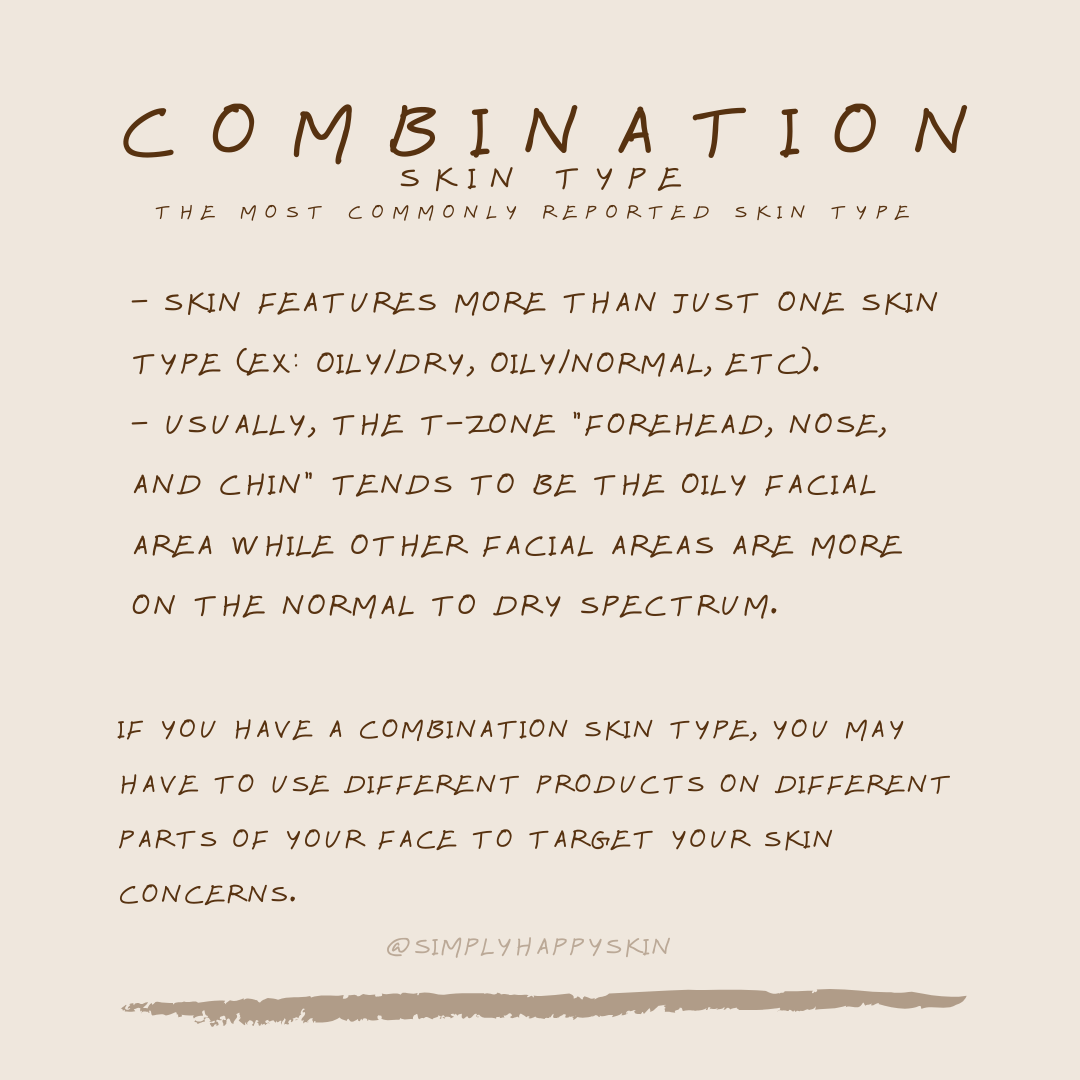 COMBINATION
SKIN TYPE
THE MOST COMMONLY REPORTED SKIN TYPE
- SKIN FEATURES MORE THAN JUST ONE SKIN
TYPE (EX: OILY/DRY, OILY/NORMAL, ETC).
- USUALLY, THE T-ZONE "FOREHEAD, NOSE,
AND CHIN" TENDS TO BE THE OILY FACIAL
AREA WHILE OTHER FACIAL AREAS ARE MORE
ON THE NORMAL TO DRY SPECTRUM.
IF YOU HAVE A COMBINATION SKIN TYPE, YOU MAY
HAVE TO USE DIFFERENT PRODUCTS ON DIFFERENT
PARTS OF YOUR FACE TO TARGET YOUR SKIN
CONCERNS.
@SIMPLYHAPPYSKIN